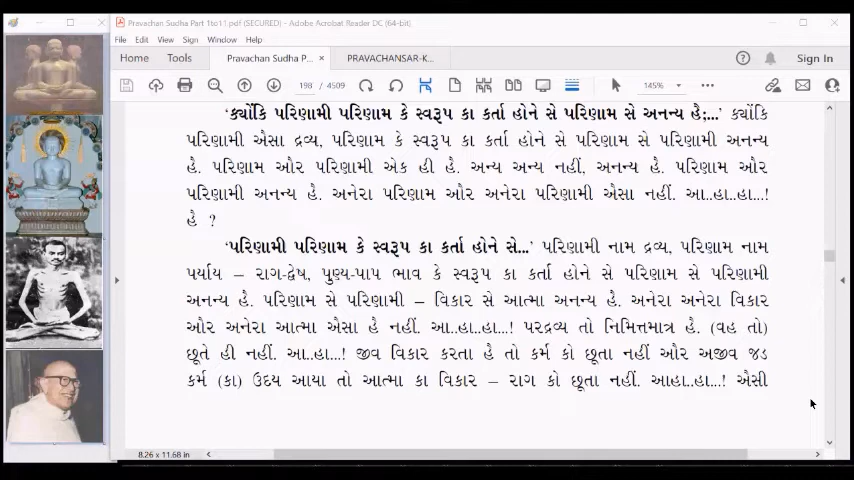 Pravachan Sudha Part 1to11.pdf (SECURED) - Adobe Acrobat Reader DC (64-bit)
File Edit View Sign Window Help
Home Tools Pravachan Sudha P... × PRAVACHANSAR-K... Sign In
198 / 4509 145%
‘ક્યોંકિ પરિણામી પરિણામ કે સ્વરૂપ કા કર્તા હોને સે પરિણામ સે અનન્ય હૈ;...’ ક્યોંકિ
પરિણામી ઐસા દ્રવ્ય, પરિણામ કે સ્વરૂપ કા કર્તા હોને સે પરિણામ સે પરિણામી અનન્ય
હૈ. પરિણામ ઔર પરિણામી એક હી હૈ. અન્ય અન્ય નહીં, અનન્ય હૈ. પરિણામ ઔર
પરિણામી અનન્ય હૈ. અનેરા પરિણામ ઔર અનેરા પરિણામી ઐસા નહીં. આ..હા..હા...!
હૈ ?
‘પરિણામી પરિણામ કે સ્વરૂપ કા કર્તા હોને સે...’ પરિણામી નામ દ્રવ્ય, પરિણામ નામ
પર્યાય – રાગ-દ્વેષ, પુણ્ય-પાપ ભાવ કે સ્વરૂપ કા કર્તા હોને સે પરિણામ સે પરિણામી
અનન્ય હૈ. પરિણામ સે પરિણામી – વિકાર સે આત્મા અનન્ય હૈ. અનેરા અનેરા વિકાર
ઔર અનેરા આત્મા ઐસા હૈ નહીં. આ..હા..હા...! પરદ્રવ્ય તો નિમિત્તમાત્ર હૈ. (વહ તો)
છૂતે હી નહીં. આ..હા...! જીવ વિકાર કરતા હૈ તો કર્મ કો છૂતા નહીં ઔર અજીવ જડ
કર્મ (કા) ઉદય આયા તો આત્મા કા વિકાર – રાગ કો છૂતા નહીં. આહા..હા...! ઐસી
8.26 x 11.68 in